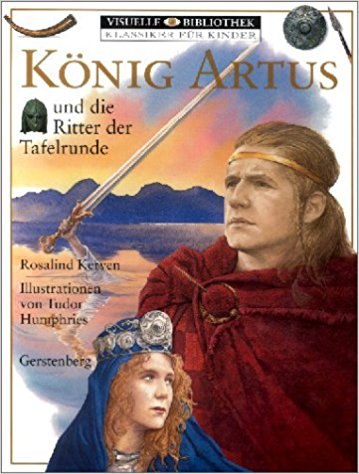 VISUELLE BIBLIOTHEK
KLASSIKER FÜR KINDER
KÖNIG ARTUS
und die
Ritter der
Tafelrunde
Rosalind Kerven
Illustrationen
von Tudor
Humphries
Gerstenberg